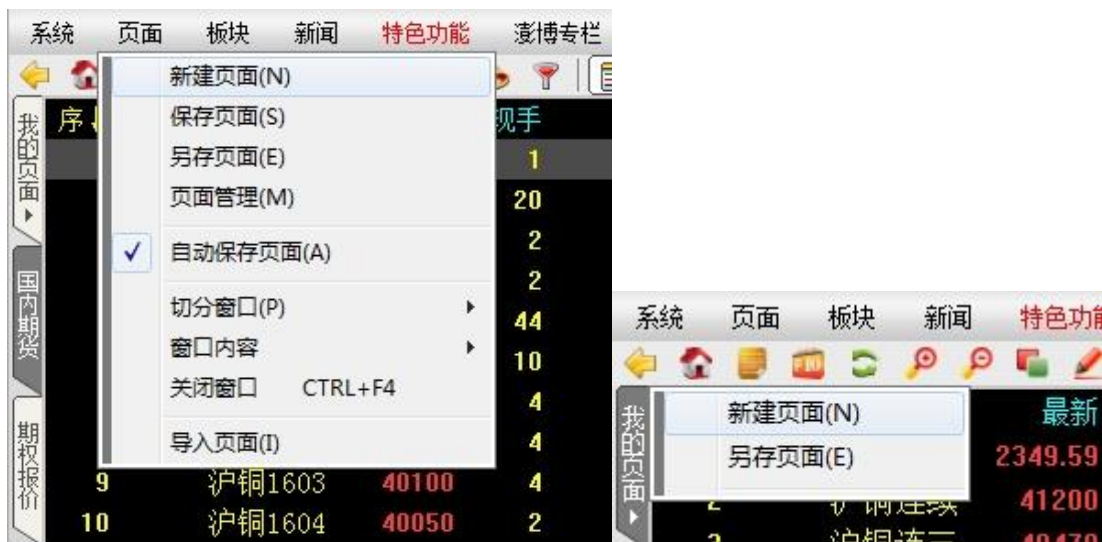 系统 页面 板块 新闻 特色功能 澎博专栏
新建页面(N)
保存页面(S)
另存页面(E)
页面管理(M)
自动保存页面(A)
切分窗口(P)
窗口内容
关闭窗口 CTRL+F4
导入页面(I)
我的页面
国内期货
期权报价
序 现手
1
20
2
2
44
10
4
4
9 沪铜1603 40100 4
10 沪铜1604 40050 2
系统 页面 板块 新闻 特色功能
F10
新建页面(N)
另存页面(E)
我的页面
最新
2349.59
41200